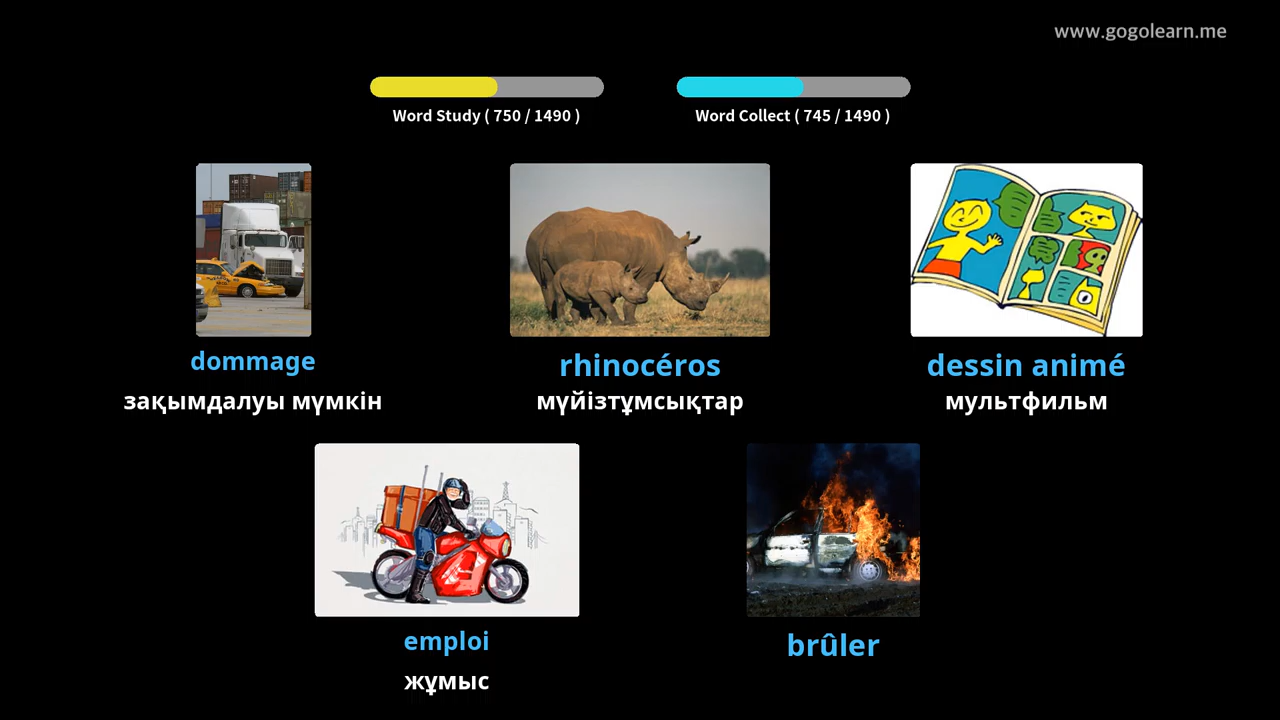 www.gogolearn.me
Word Study ( 750 / 1490 )
Word Collect ( 745 / 1490 )
dommage
rhinocéros
dessin animé
зақымдалуы мүмкін
мүйізтұмсықтар
мультфильм
emploi
brûler
жұмыс